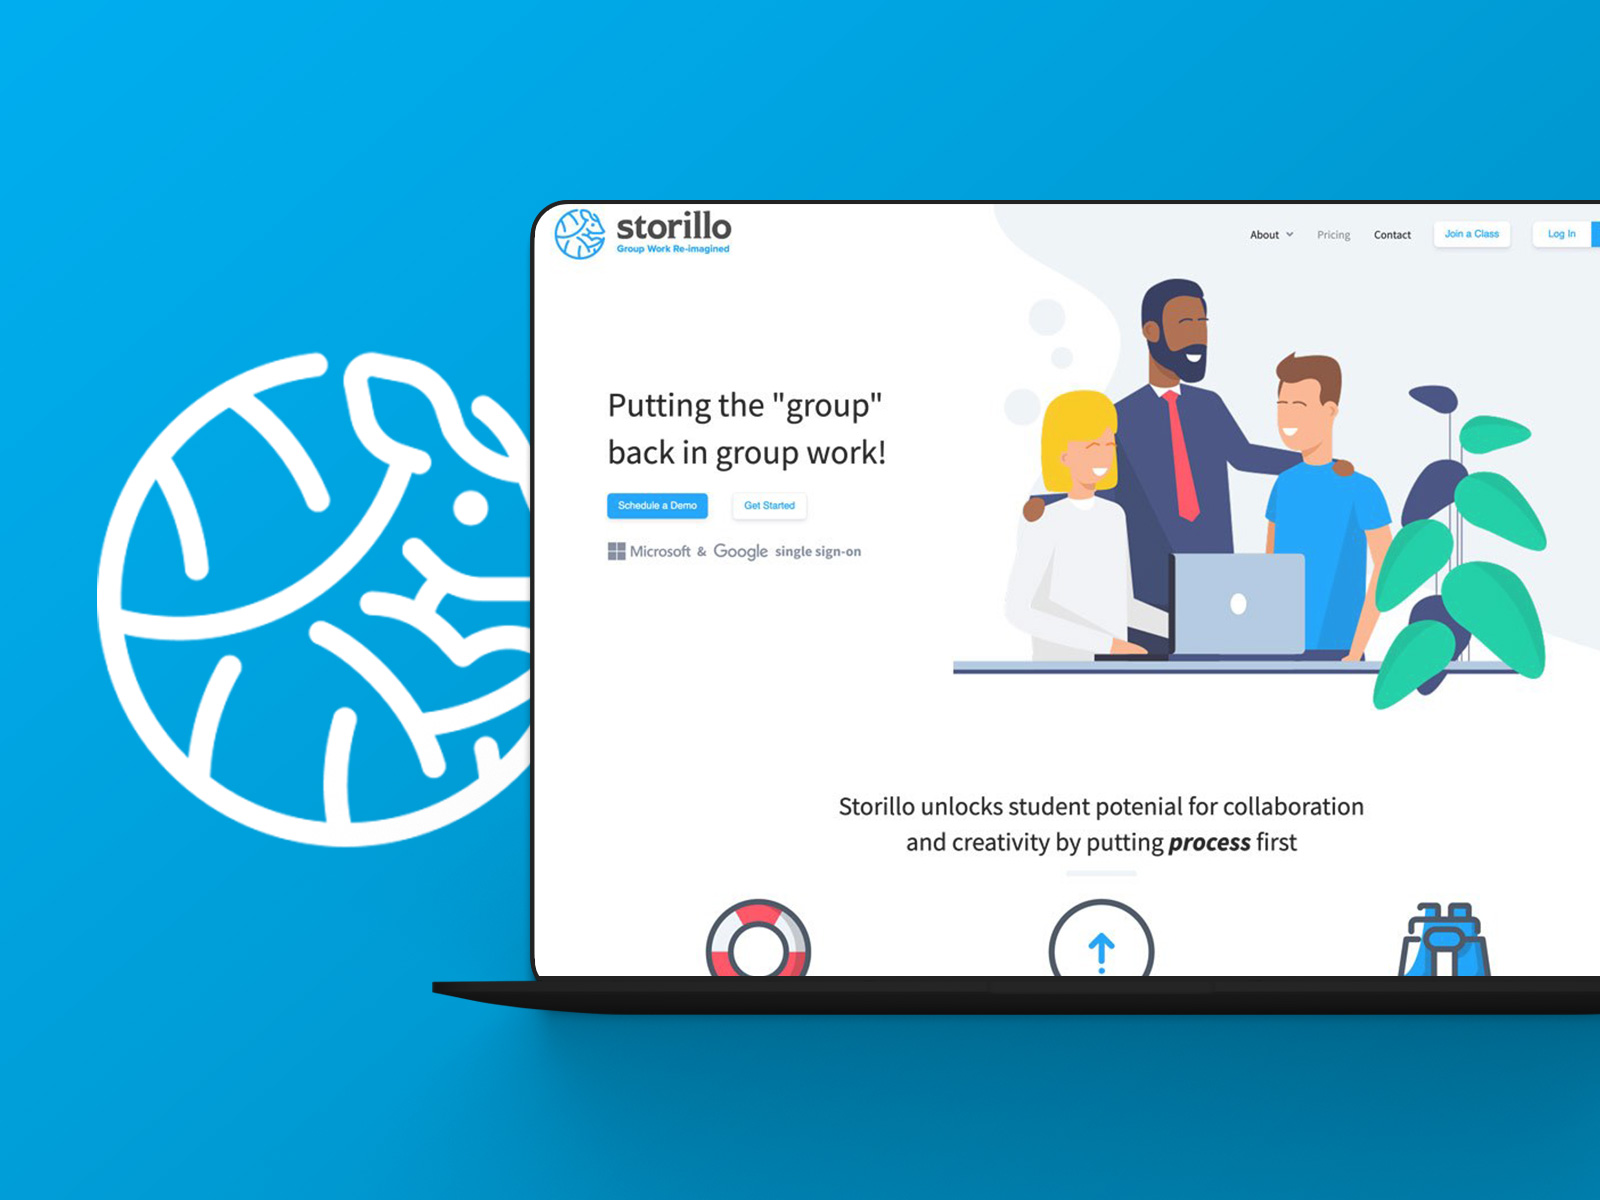 storillo
Group Work Re-imagined
About
Pricing
Contact
Join a Class
Log In
Putting the "group"
back in group work!
Schedule a Demo
Get Started
Microsoft & Google single sign-on
Storillo unlocks student potenial for collaboration
and creativity by putting process first